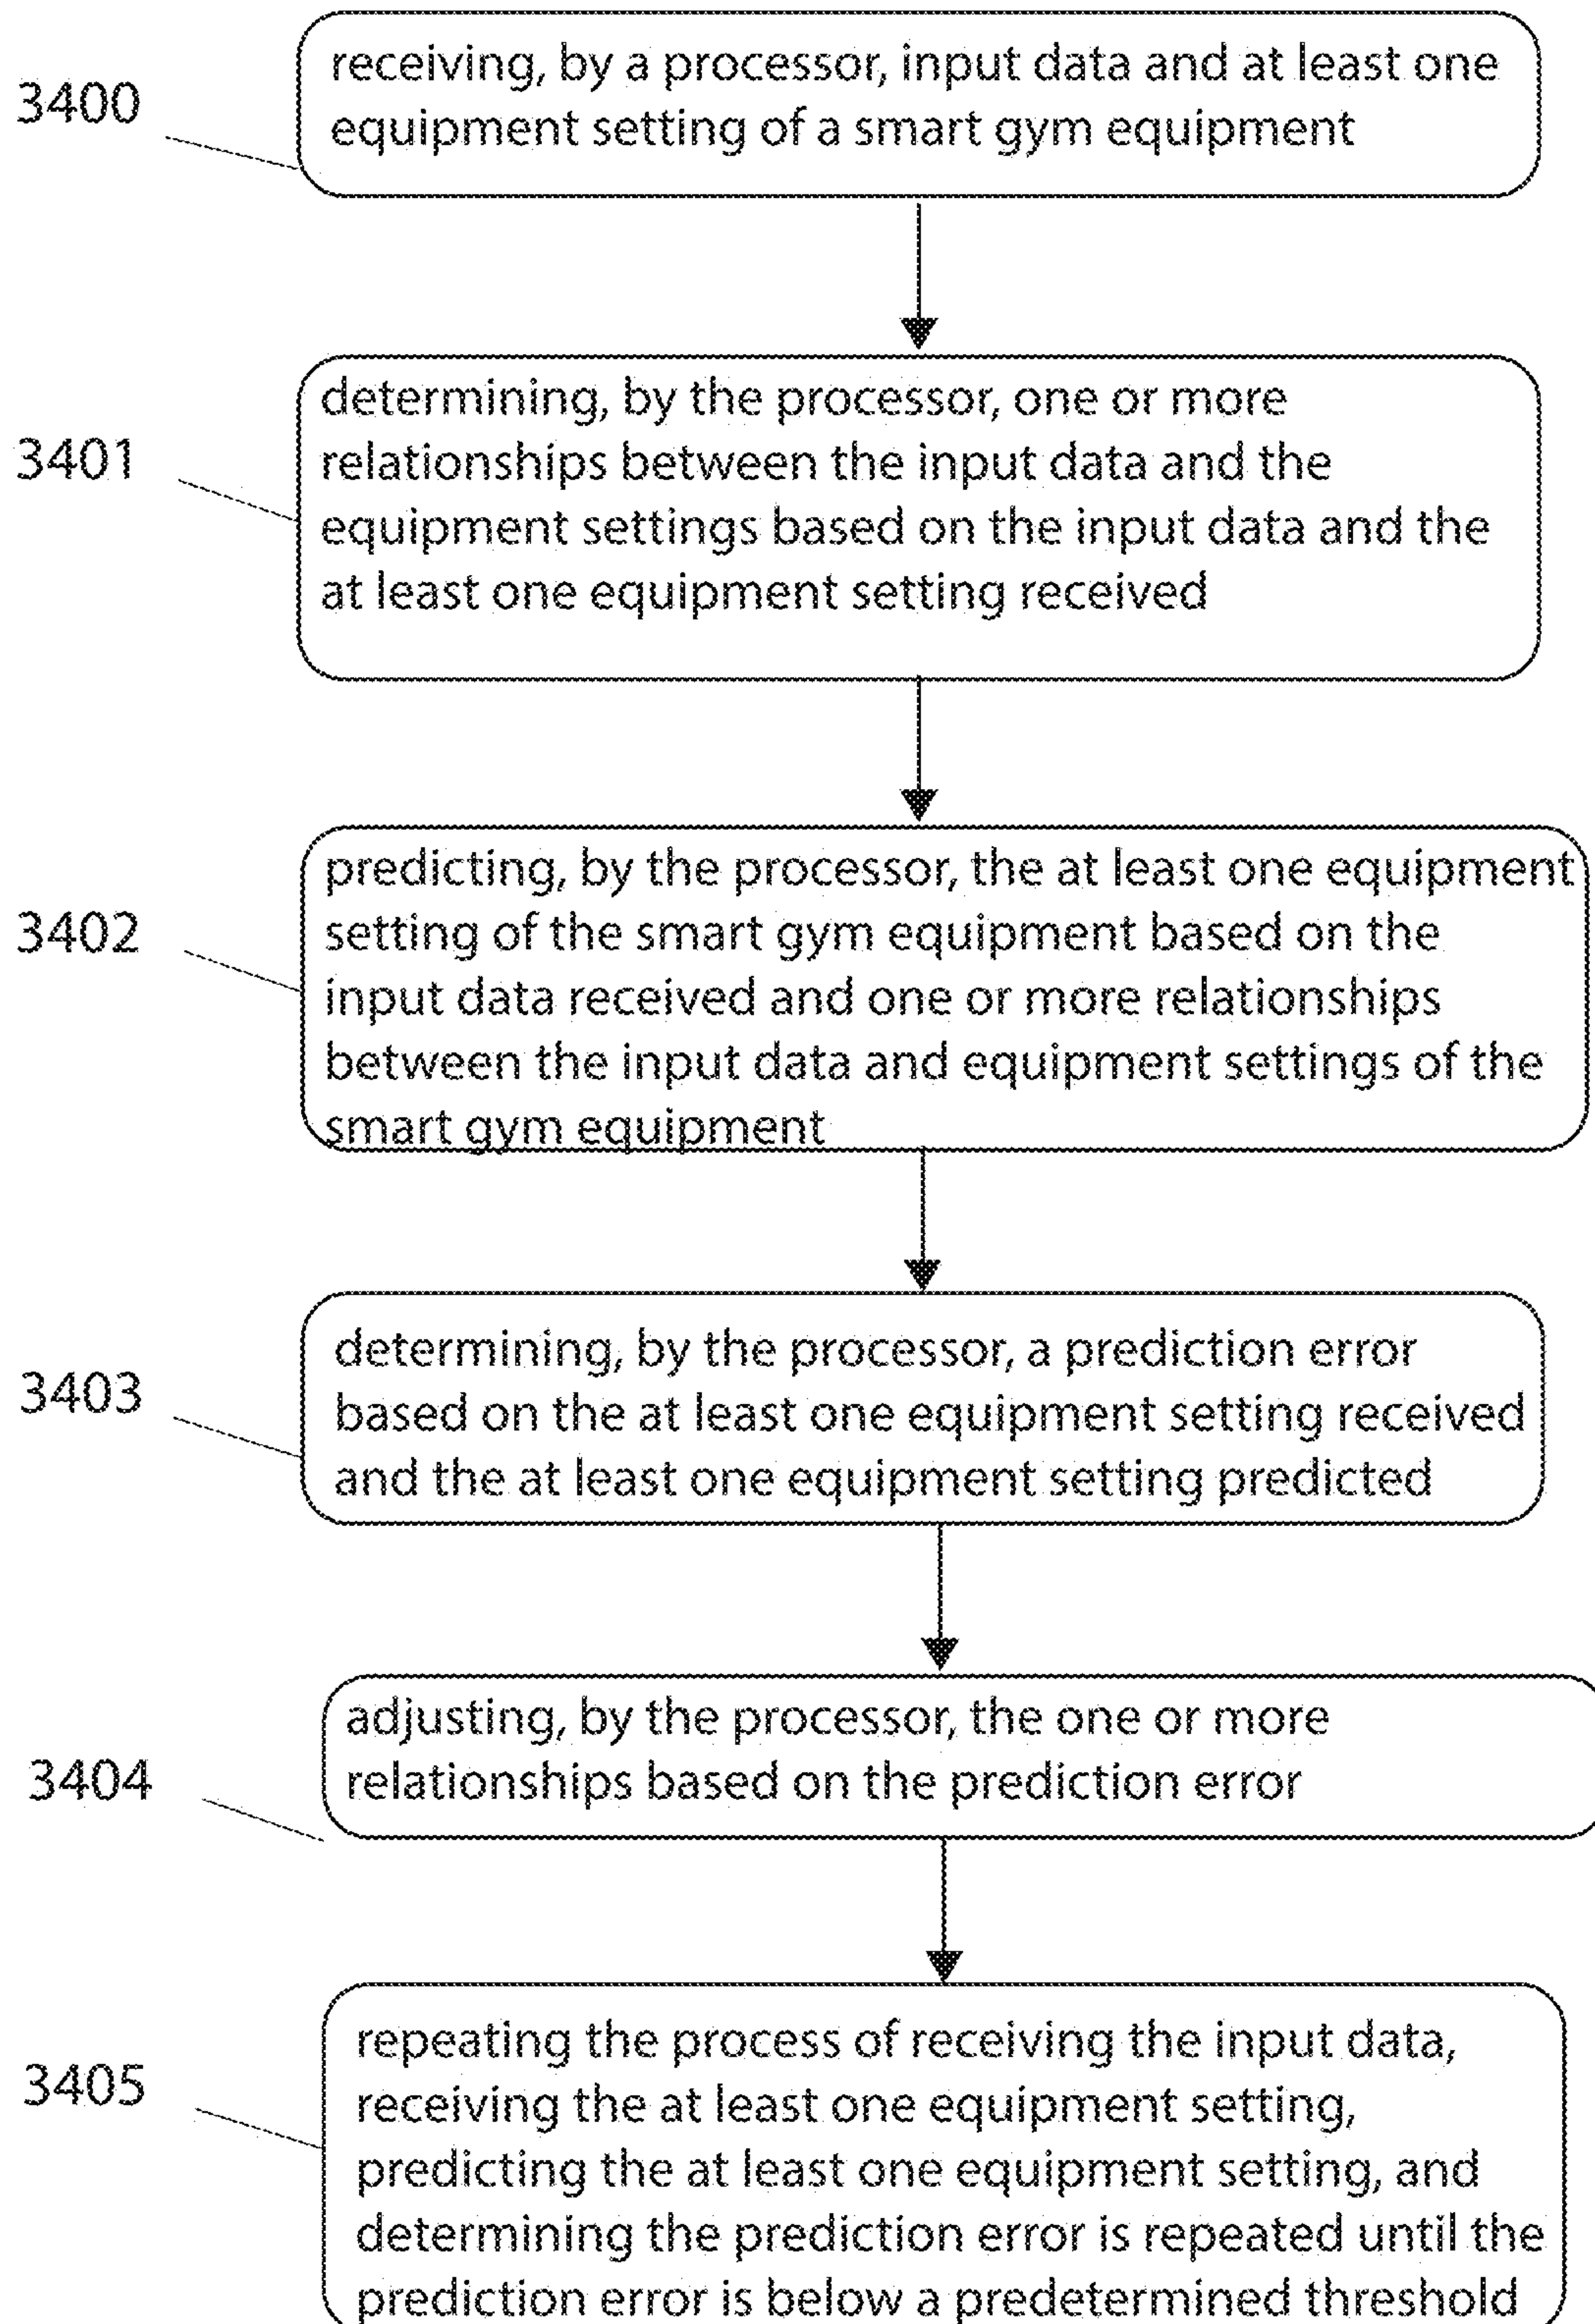 3400
receiving, by a processor, input data and at least one
equipment setting of a smart gym equipment
3401
determining, by the processor, one or more
relationships between the input data and the
equipment settings based on the input data and the
at least one equipment setting received
3402
predicting, by the processor, the at least one equipment
setting of the smart gym equipment based on the
input data received and one or more relationships
between the input data and equipment settings of the
smart gym equipment
3403
determining, by the processor, a prediction error
based on the at least one equipment setting received
and the at least one equipment setting predicted
3404
adjusting, by the processor, the one or more
relationships based on the prediction error
3405
repeating the process of receiving the input data,
receiving the at least one equipment setting,
predicting the at least one equipment setting, and
determining the prediction error is repeated until the
prediction error is below a predetermined threshold